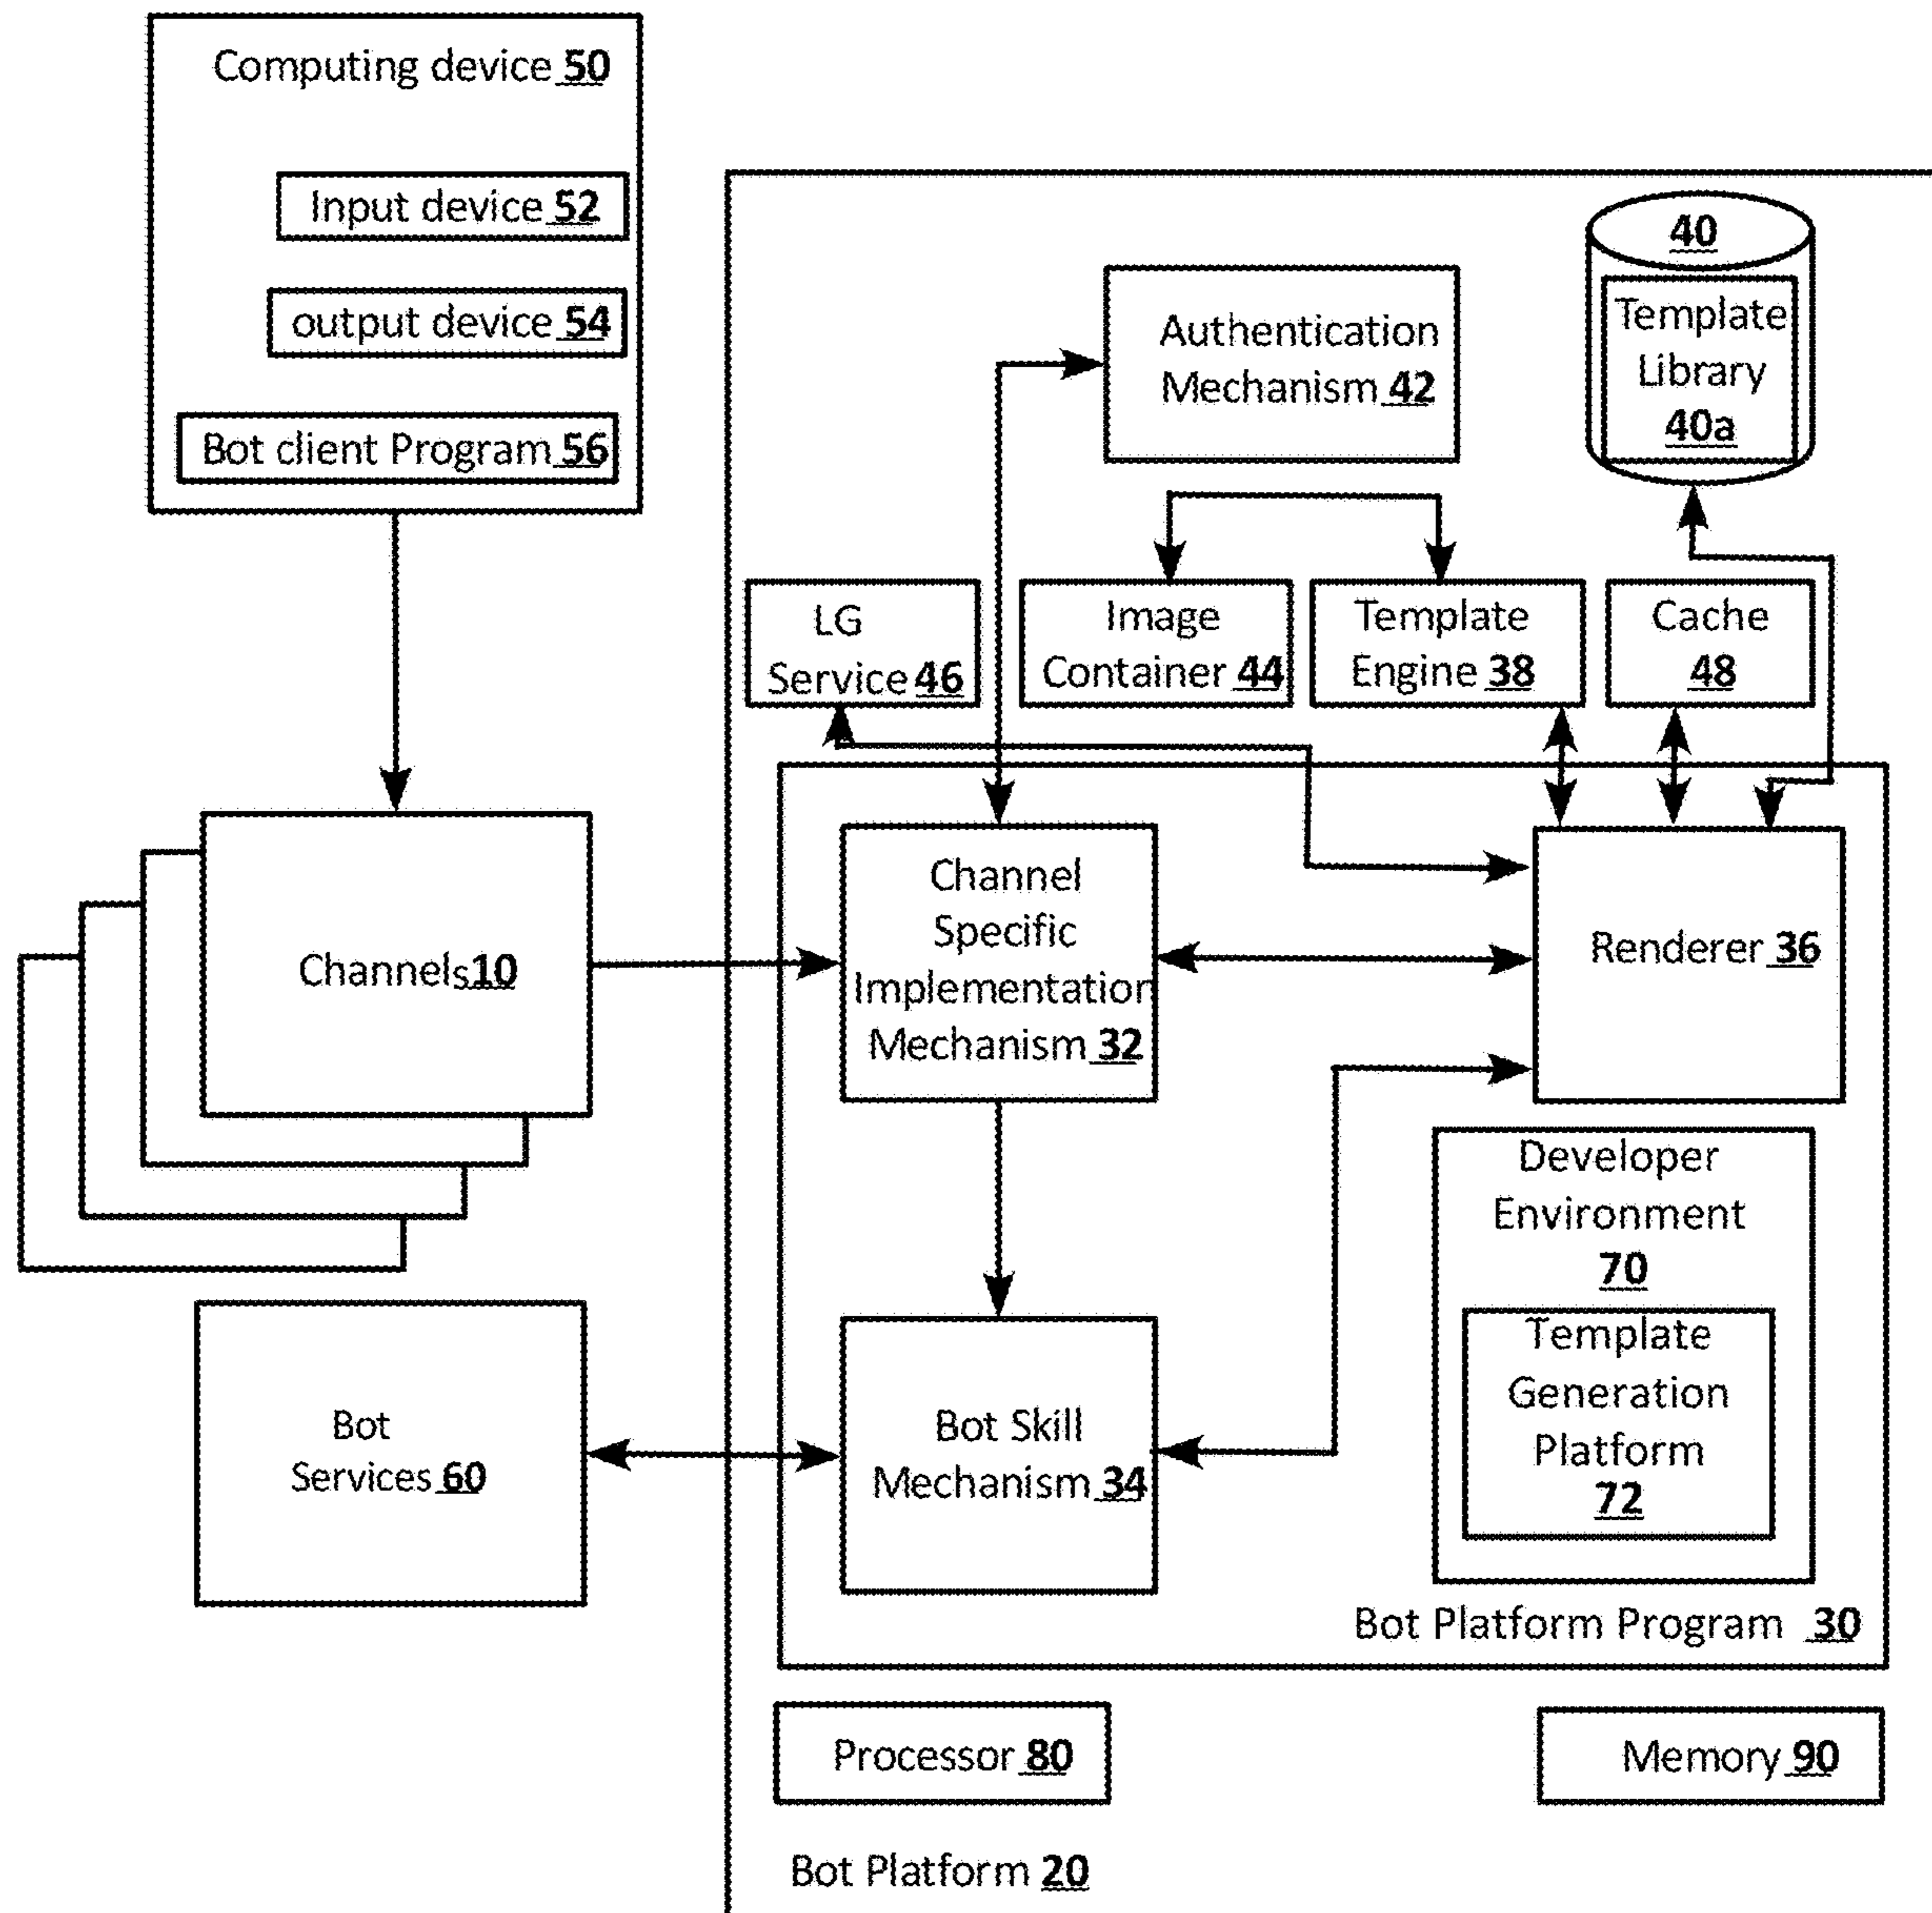 Computing device 50
Input device 52
output device 54
Bot client Program 56
40
Template
Library
40a
Authentication
Mechanism 42
LG
Service 46
Image
Container 44
Template
Engine 38
Cache
48
Channels10
Channel
Specific
Implementation
Mechanism 32
Renderer 36
Developer
Environment
70
Template
Generation
Platform
72
Bot
Services 60
Bot Skill
Mechanism 34
Bot Platform Program 30
Processor 80
Memory 90
Bot Platform 20